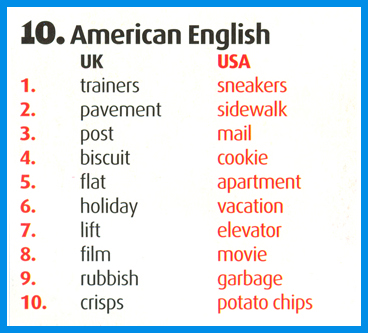 10. American English
UK USA
1. trainers sneakers
2. pavement sidewalk
3. post mail
4. biscuit cookie
5. flat apartment
6. holiday vacation
7. lift elevator
8. film movie
9. rubbish garbage
10. crisps potato chips